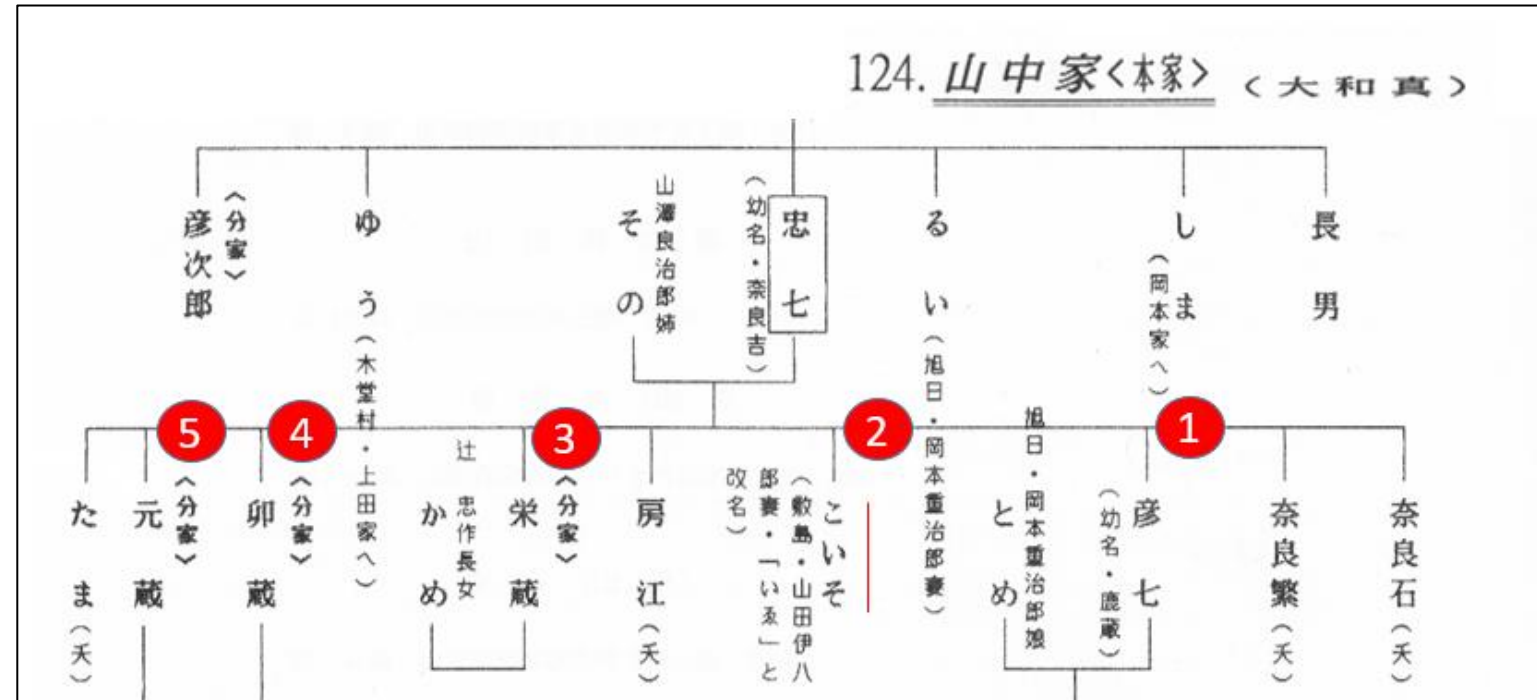 124. 山中家<本家> 〈大和真〉
長男
しま
(岡本家へ)
るい(旭日・岡本重治郎妻)
忠七
(幼名・奈良吉)
山澤良治郎姉
その
ゆう(木堂村・上田家へ)
〈分家〉
彦次郎
奈良石(夭)
奈良繁(夭)
1
彦七
(幼名・鹿蔵)
旭日・岡本重治郎娘
とめ
2
こいそ
(敷島・山田伊八
郎妻・「いゑ」と
改名)
房江(夭)
3
〈分家〉
栄蔵
辻忠作長女
かめ
4
〈分家〉
卯蔵
5
〈分家〉
元蔵
たま(夭)